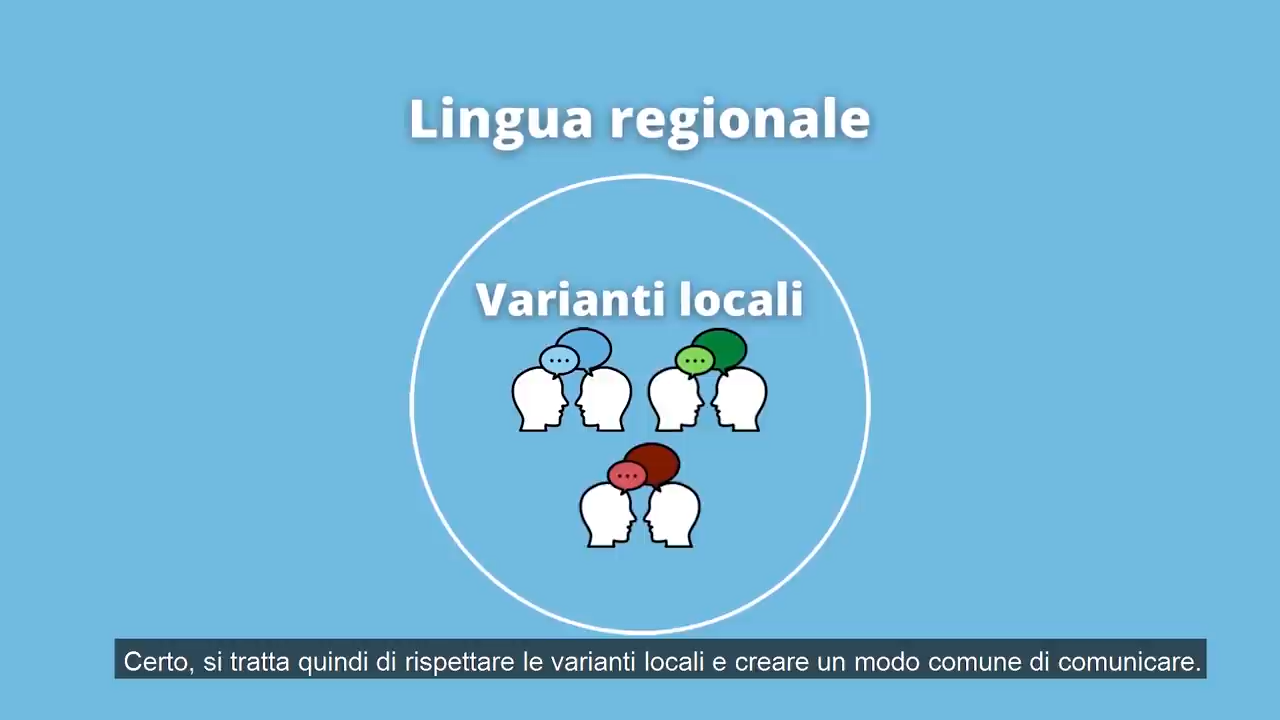 Lingua regionale
Varianti locali
Certo, si tratta quindi di rispettare le varianti locali e creare un modo comune di comunicare.